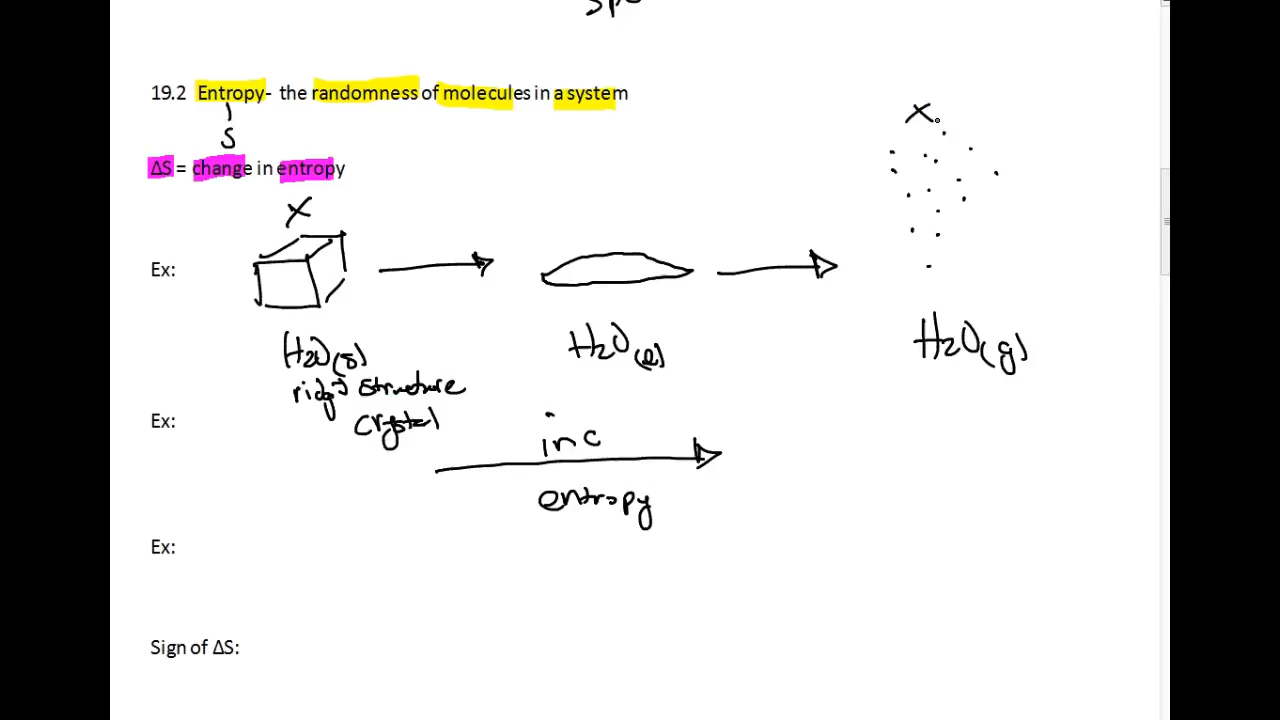 19.2 Entropy- the randomness of molecules in a system
S
ΔS = change in entropy
X
X
Ex:
H2O(s)
H2O(l)
H2O(g)
rigid structure
crystal
Ex:
inc
entropy
Ex:
Sign of ΔS: